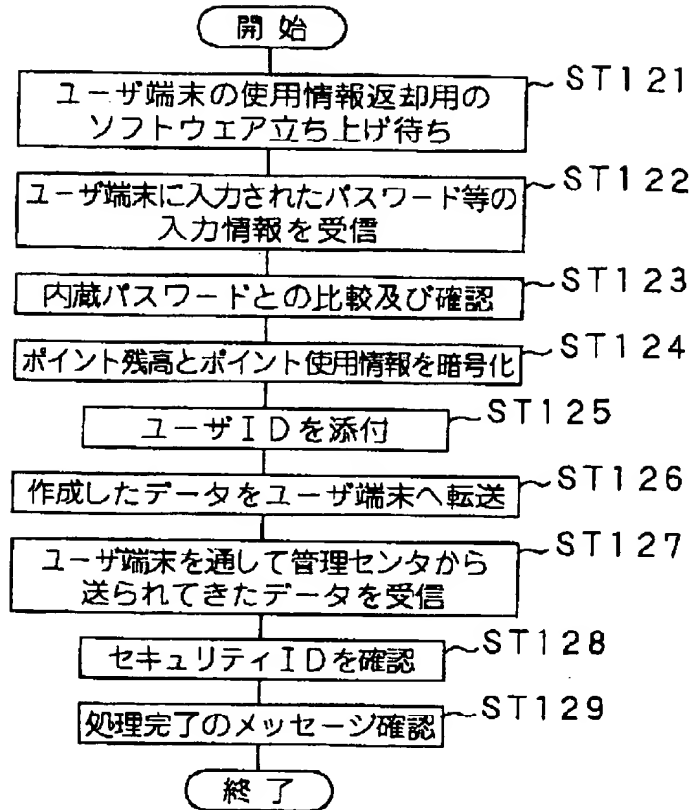 開始
ユーザ端末の使用情報返却用の
ソフトウエア立ち上げ待ち
ST121
ユーザ端末に入力されたパスワード等の
入力情報を受信
ST122
内蔵パスワードとの比較及び確認
ST123
ポイント残高とポイント使用情報を暗号化
ST124
ユーザIDを添付
ST125
作成したデータをユーザ端末へ転送
ST126
ユーザ端末を通して管理センタから
送られてきたデータを受信
ST127
セキュリティIDを確認
ST128
処理完了のメッセージ確認
ST129
終了